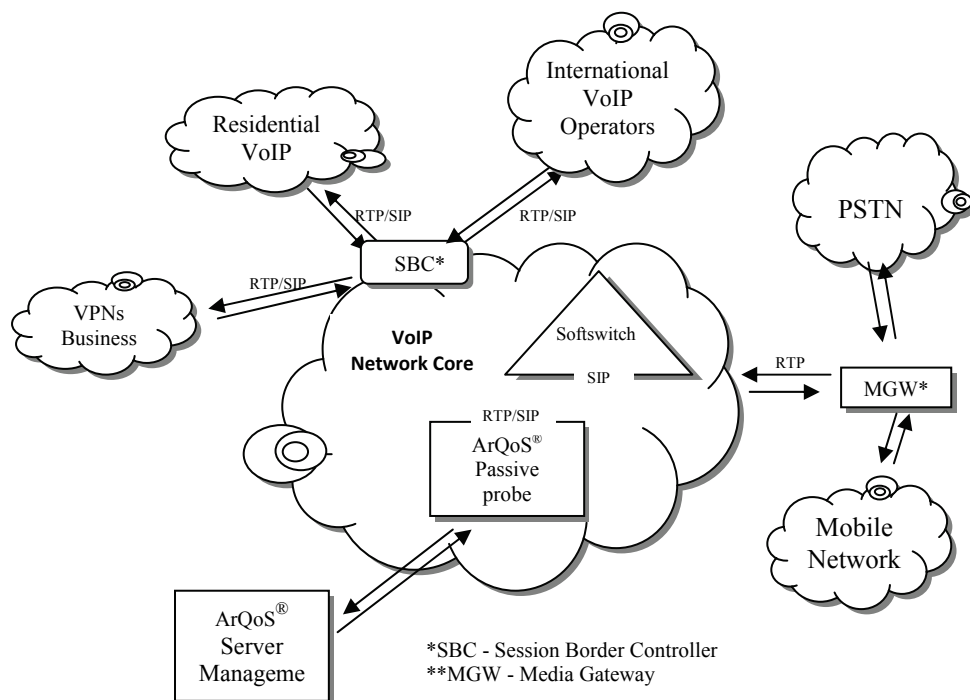 International
VoIP
Operators
Residential
VoIP
PSTN
RTP/SIP
RTP/SIP
SBC*
RTP/SIP
VPNs
Business
VoIP
Network Core
Softswitch
SIP
RTP
MGW*
RTP/SIP
ArQoS®
Passive
probe
Mobile
Network
ArQoS®
Server
Manageme
*SBC - Session Border Controller
**MGW - Media Gateway